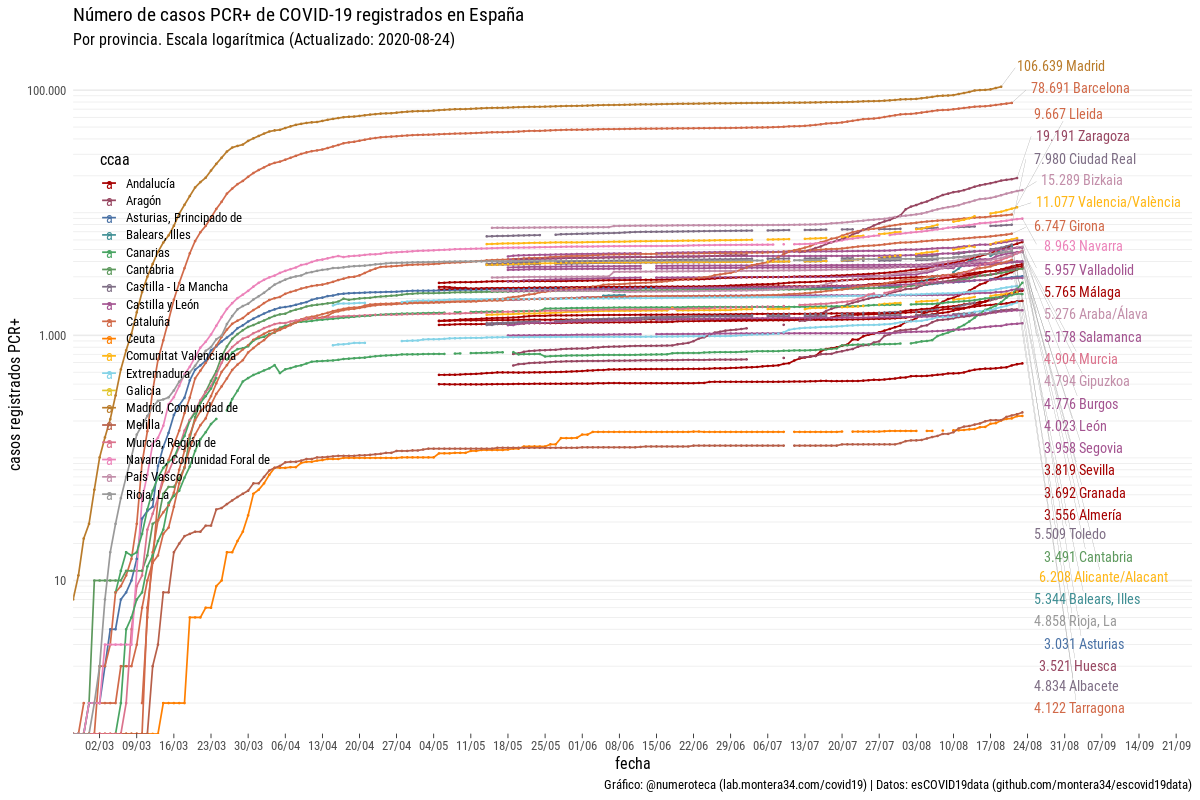 Número de casos PCR+ de COVID-19 registrados en España
Por provincia. Escala logarítmica (Actualizado: 2020-08-24)
casos registrados PCR+
100.000
1.000
10
ccaa
Andalucía
Aragón
Asturias, Principado de
Balears, Illes
Canarias
Cantabria
Castilla - La Mancha
Castilla y León
Cataluña
Ceuta
Comunitat Valenciana
Extremadura
Galicia
Madrid, Comunidad de
Melilla
Murcia, Región de
Navarra, Comunidad Foral de
País Vasco
Rioja, La
106.639 Madrid
78.691 Barcelona
9.667 Lleida
19.191 Zaragoza
7.980 Ciudad Real
15.289 Bizkaia
11.077 Valencia/València
6.747 Girona
8.963 Navarra
5.957 Valladolid
5.765 Málaga
5.276 Araba/Álava
5.178 Salamanca
4.904 Murcia
4.794 Gipuzkoa
4.776 Burgos
4.023 León
3.958 Segovia
3.819 Sevilla
3.692 Granada
3.556 Almería
5.509 Toledo
3.491 Cantabria
6.208 Alicante/Alacant
5.344 Balears, Illes
4.858 Rioja, La
3.031 Asturias
3.521 Huesca
4.834 Albacete
4.122 Tarragona
02/03 9/03 16/03 23/03 30/03 06/04 13/04 20/04 27/04 04/05 11/05 18/05 25/05 01/06 08/06 15/06 22/06 29/06 06/07 13/07 20/07 27/07 03/08 10/08 17/08 24/08 31/08 07/09 14/09 21/09
fecha
Gráfico: @numeroteca (lab.montera34.com/covid19) | Datos: esCOVID19data (github.com/montera34/escovid19data)